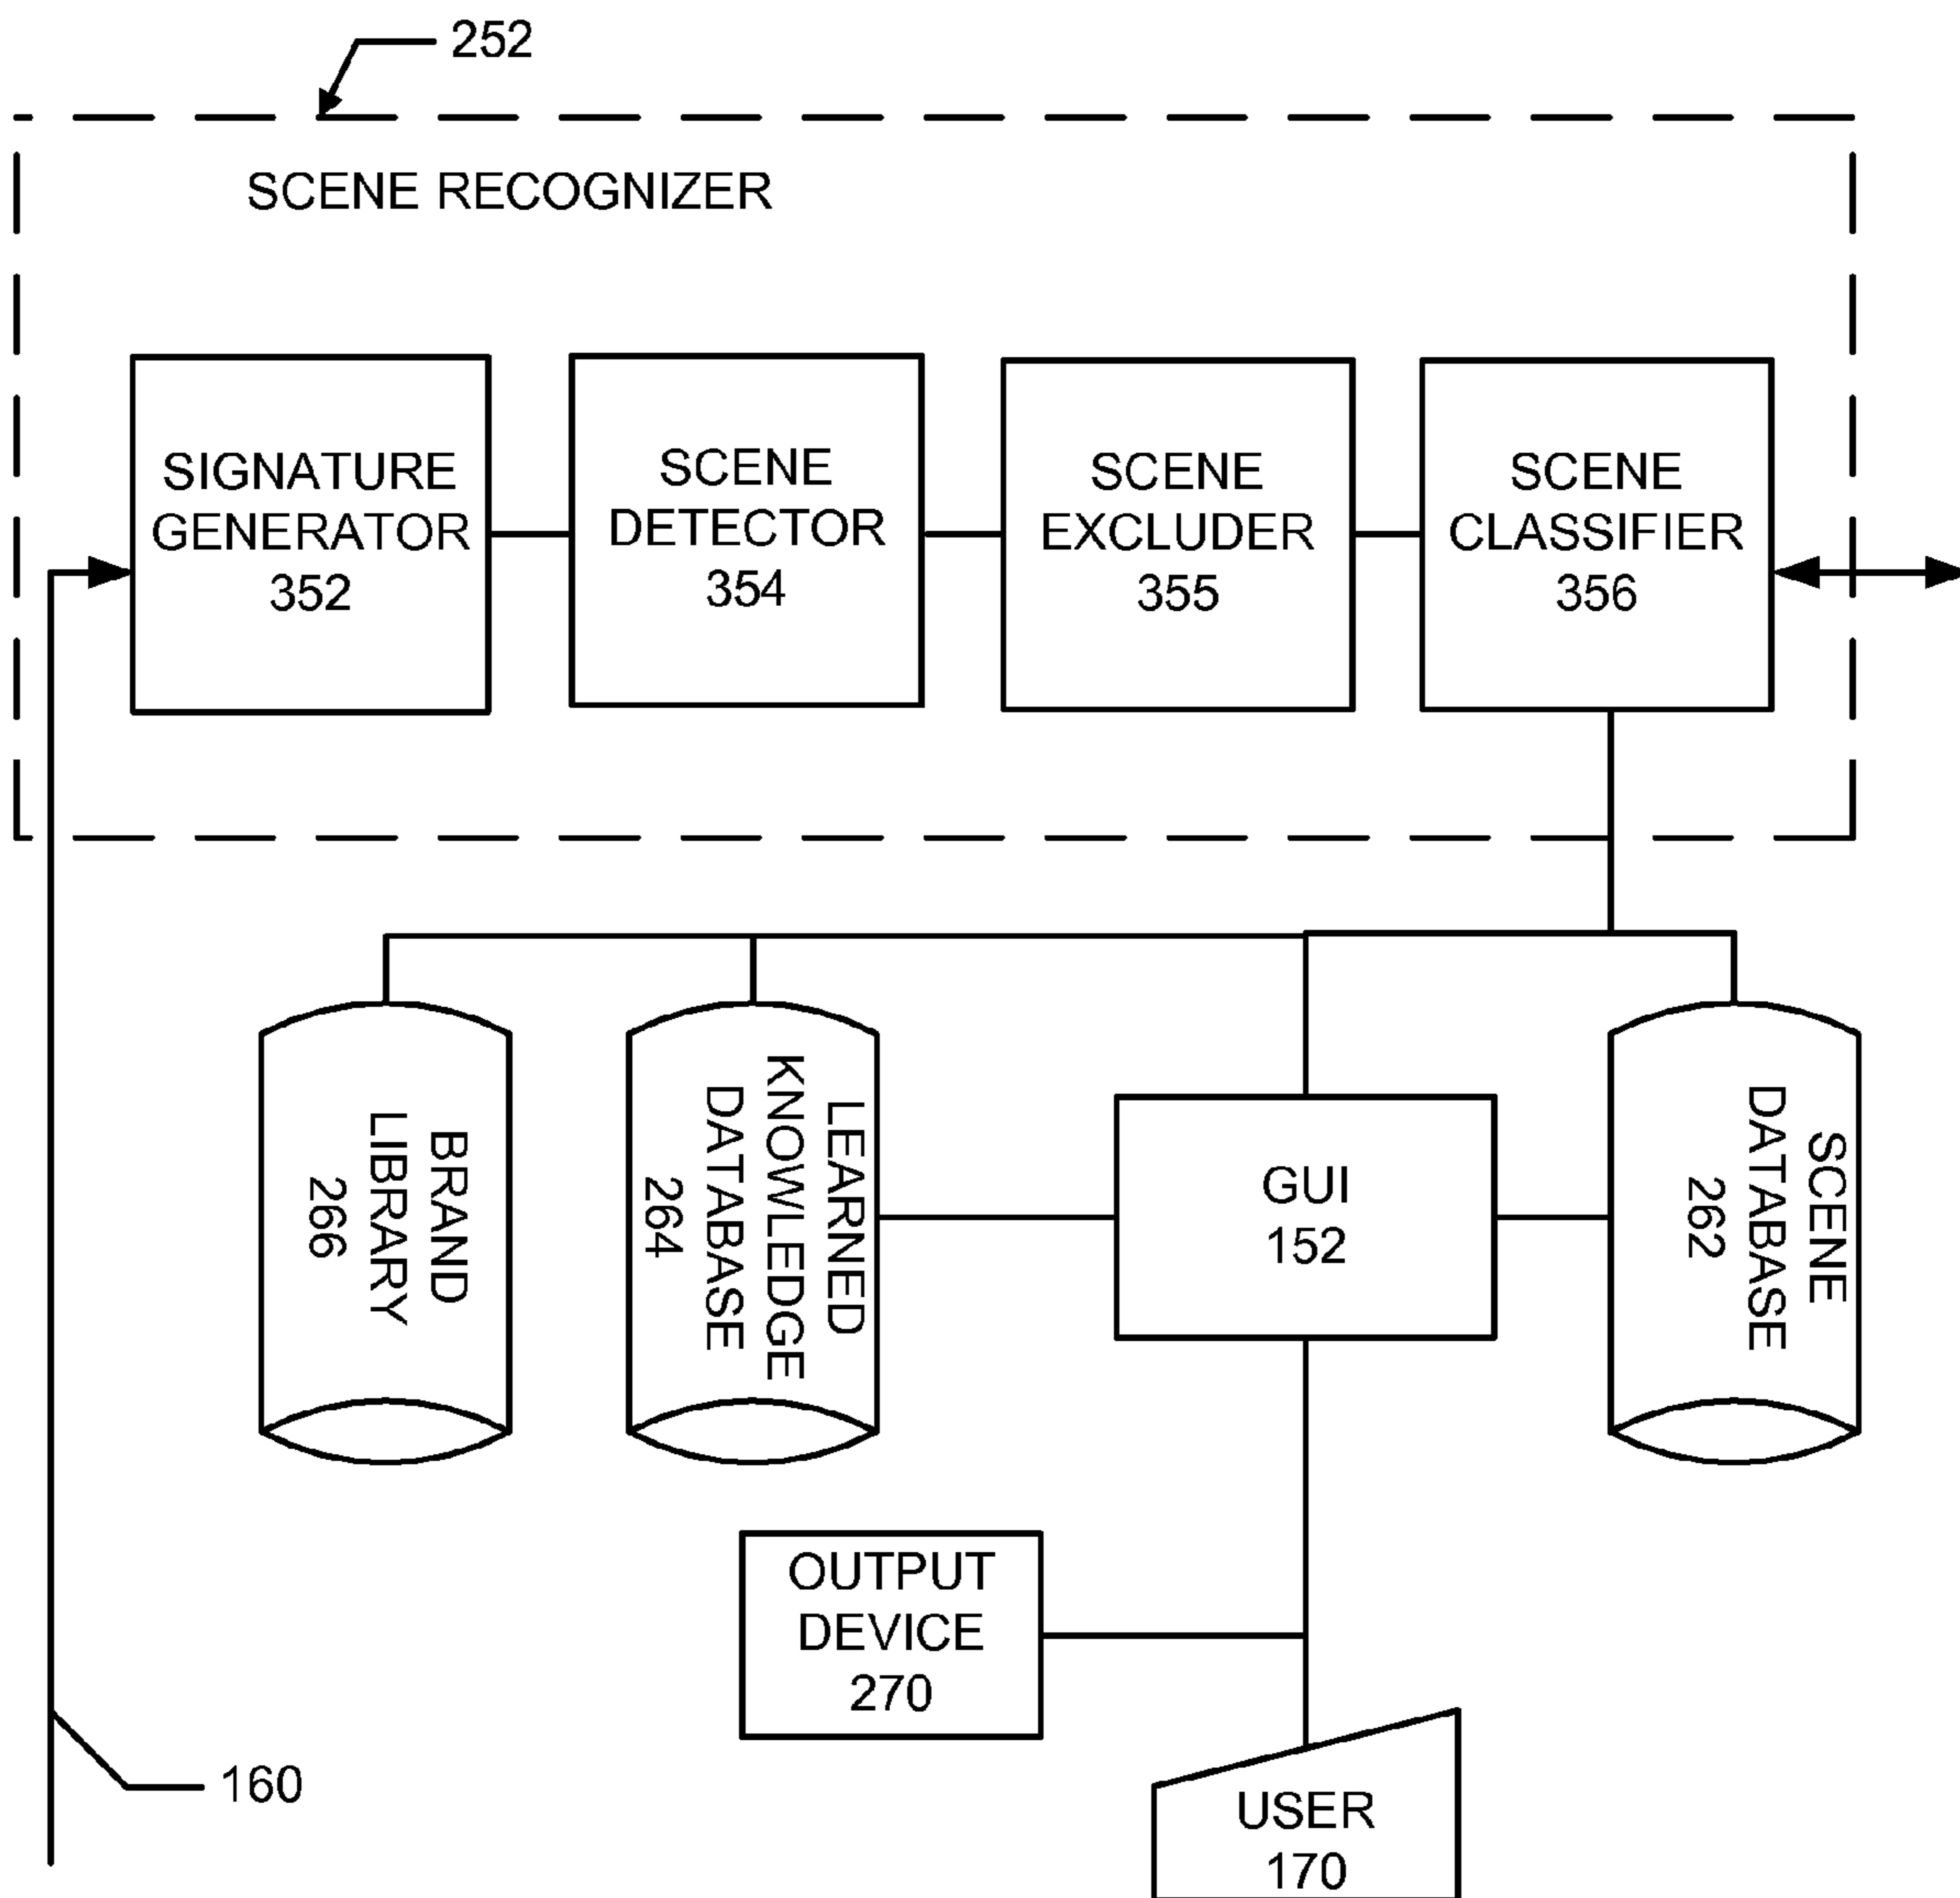 252
SCENE RECOGNIZER
SIGNATURE
GENERATOR
352
SCENE
DETECTOR
354
SCENE
EXCLUDER
355
SCENE
CLASSIFIER
356
BRAND
LIBRARY
266
LEARNED
KNOWLEDGE
DATABASE
264
GUI
152
SCENE
DATABASE
262
OUTPUT
DEVICE
270
160
USER
170